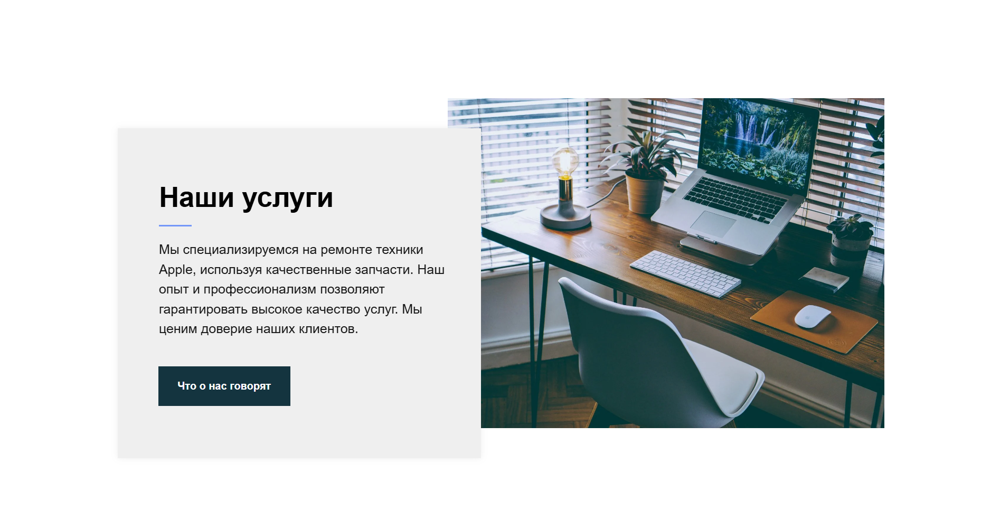 Наши услуги
Мы специализируемся на ремонте техники
Apple, используя качественные запчасти. Наш
опыт и профессионализм позволяют
гарантировать высокое качество услуг. Мы
ценим доверие наших клиентов.
Что о нас говорят